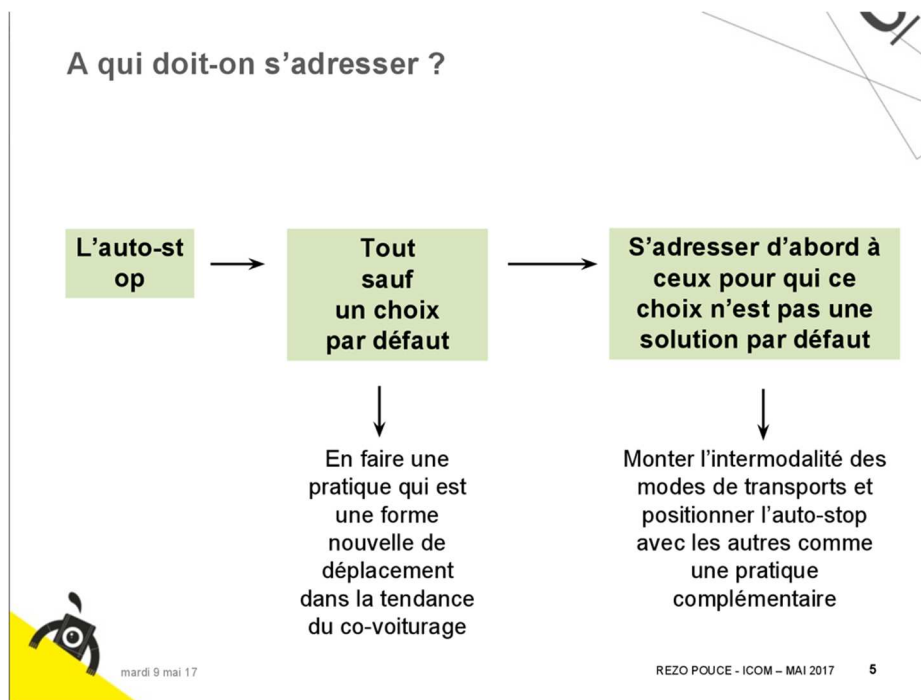 A qui doit-on s'adresser ?
L'auto-st
op
Tout
sauf
un choix
par défaut
S'adresser d'abord à
ceux pour qui ce
choix n'est pas une
solution par défaut
En faire une
pratique qui est
une forme
nouvelle de
déplacement
dans la tendance
du co-voiturage
Monter l'intermodalité des
modes de transports et
positionner l'auto-stop
avec les autres comme
une pratique
complémentaire
mardi 9 mai 17
REZO POUCE - ICOM – MAI 2017 5